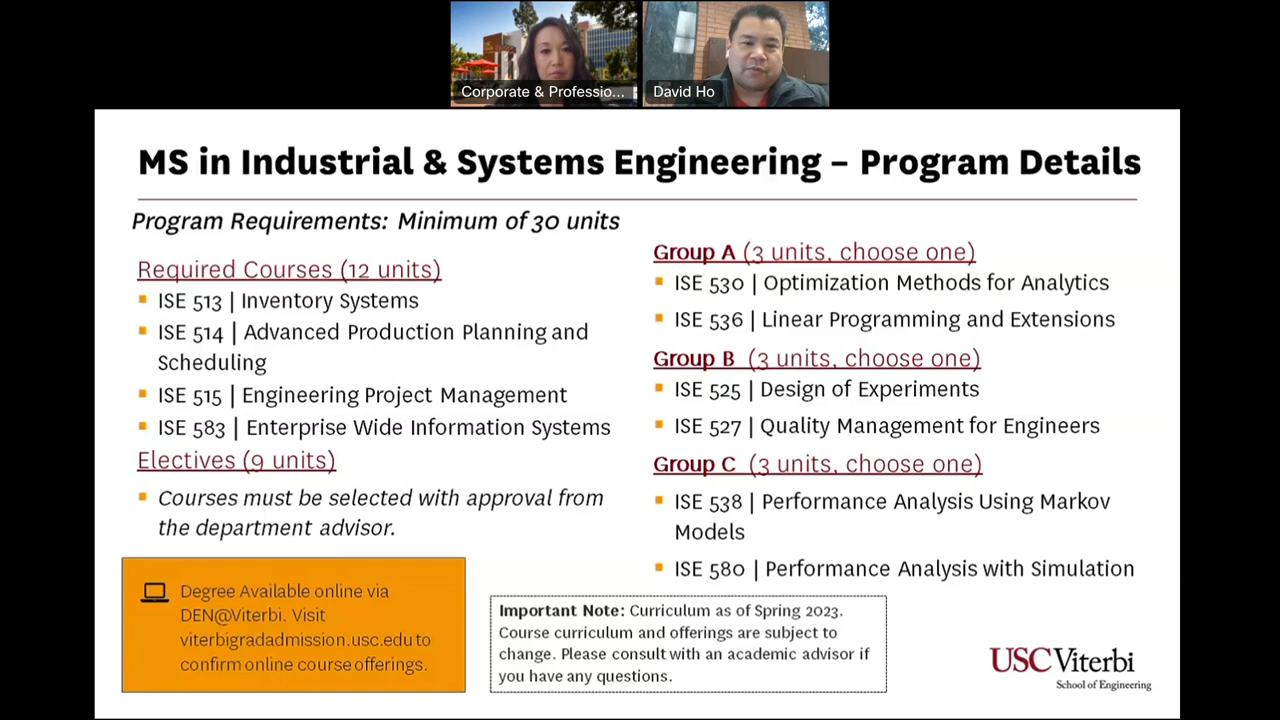 Corporate & Professio...
David Ho
MS in Industrial & Systems Engineering – Program Details
Program Requirements: Minimum of 30 units
Required Courses (12 units)
ISE 513 | Inventory Systems
ISE 514 | Advanced Production Planning and
Scheduling
ISE 515 | Engineering Project Management
ISE 583 | Enterprise Wide Information Systems
Electives (9 units)
Courses must be selected with approval from
the department advisor.
Group A (3 units, choose one)
ISE 530 | Optimization Methods for Analytics
ISE 536 | Linear Programming and Extensions
Group B (3 units, choose one)
ISE 525 | Design of Experiments
ISE 527 | Quality Management for Engineers
Group C (3 units, choose one)
ISE 538 | Performance Analysis Using Markov
Models
ISE 580 | Performance Analysis with Simulation
Degree Available online via
DEN@Viterbi. Visit
viterbigradadmission.usc.edu to
confirm online course offerings.
Important Note: Curriculum as of Spring 2023.
Course curriculum and offerings are subject to
change. Please consult with an academic advisor if
you have any questions.
USC Viterbi
School of Engineering